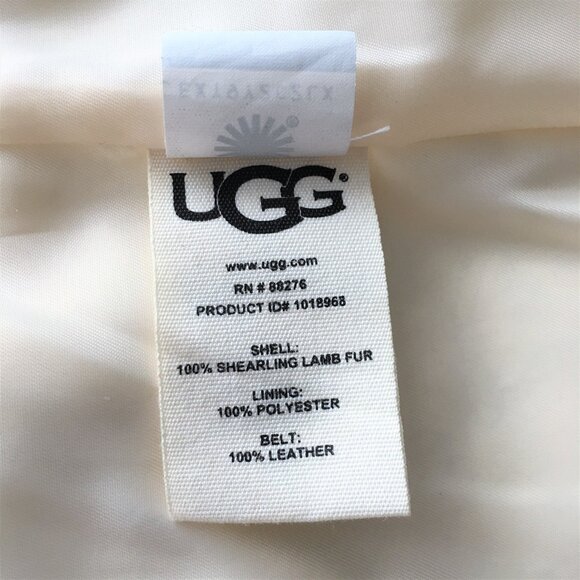 UGG®
www.ugg.com
RN # 88276
PRODUCT ID# 1018968
SHELL:
100% SHEARLING LAMB FUR
LINING:
100% POLYESTER
BELT:
100% LEATHER